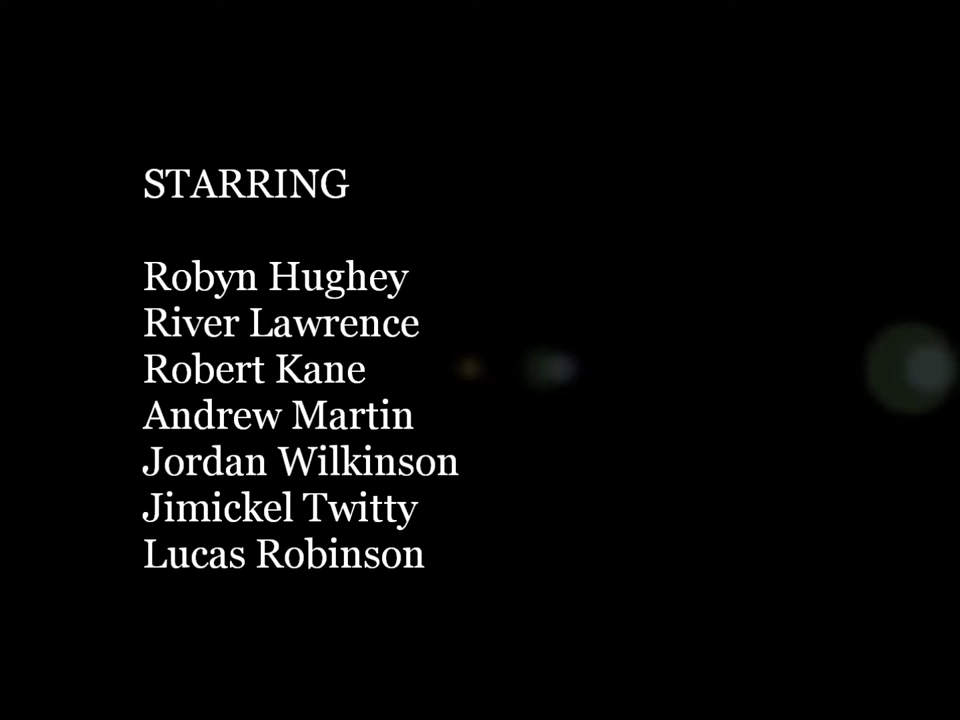 STARRING
Robyn Hughey
River Lawrence
Robert Kane
Andrew Martin
Jordan Wilkinson
Jimickel Twitty
Lucas Robinson